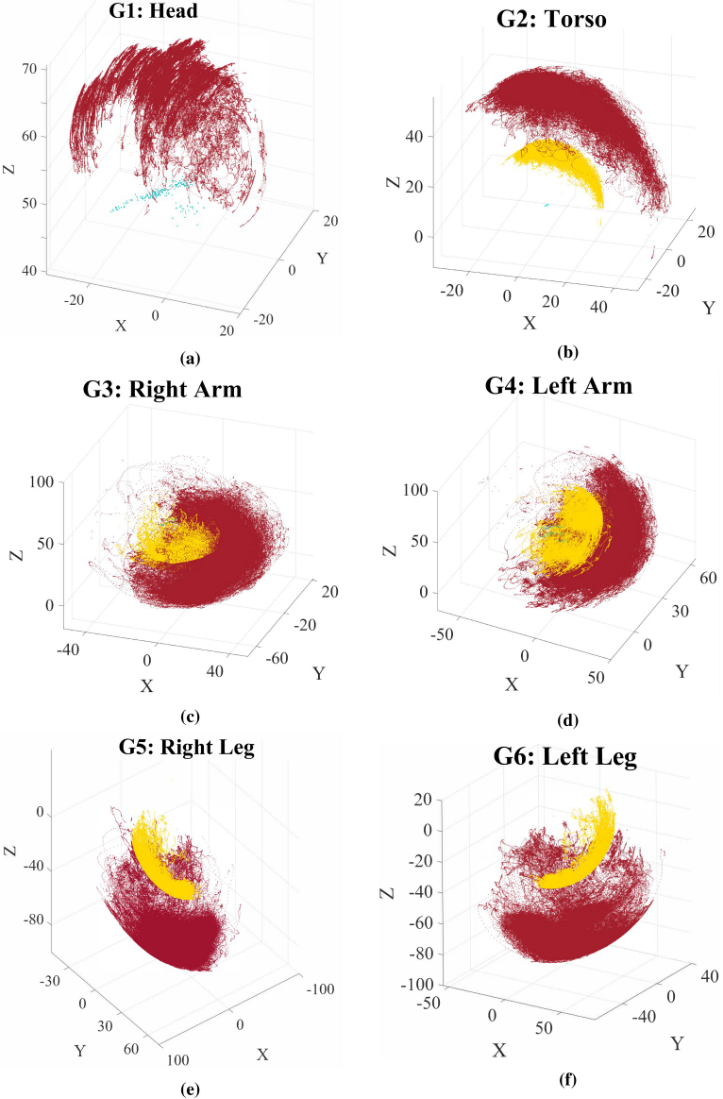 G1: Head
70
60
50
40
Z
-20
0
20
X
-20
0
20
Y
(a)
G2: Torso
40
20
0
Z
-20
0
20
40
X
-20
0
20
Y
(b)
G3: Right Arm
100
50
0
Z
-40
0
40
X
-60
-20
20
Y
(c)
G4: Left Arm
100
50
0
Z
-50
0
50
X
0
30
60
Y
(d)
G5: Right Leg
0
-40
-80
Z
-30
0
30
60
Y
100
0
-100
X
(e)
G6: Left Leg
20
0
-20
-40
-60
-80
-100
Z
-50
0
50
X
-40
0
40
Y
(f)